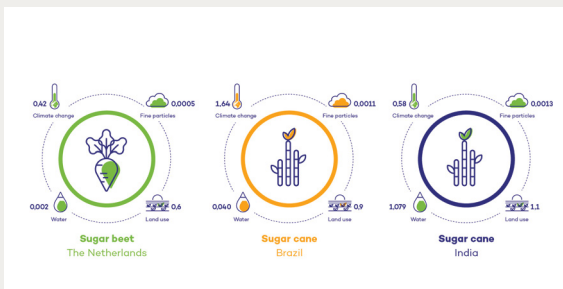 0,42
Climate change
0,0005
Fine particles
0,002
Water
0,6
Land use
Sugar beet
The Netherlands
1,64
Climate change
0,0011
Fine particles
0,040
Water
0,9
Land use
Sugar cane
Brazil
0,58
Climate change
0,0013
Fine particles
1,079
Water
1,1
Land use
Sugar cane
India